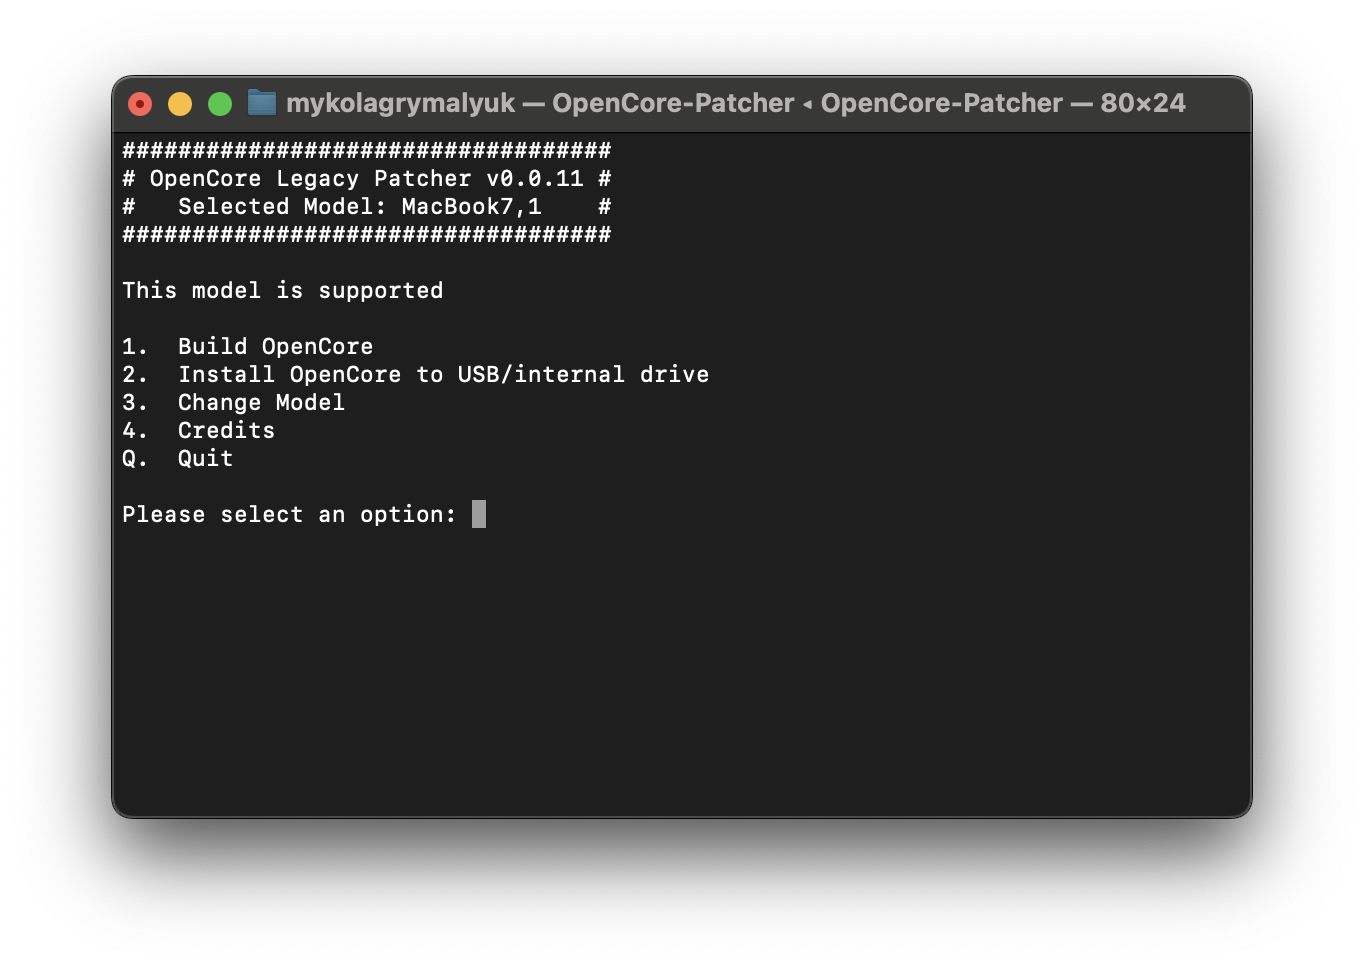 mykolagrymalyuk — OpenCore-Patcher ◂ OpenCore-Patcher — 80×24
###################################
# OpenCore Legacy Patcher v0.0.11 #
#   Selected Model: MacBook7,1    #
###################################
This model is supported
1.  Build OpenCore
2.  Install OpenCore to USB/internal drive
3.  Change Model
4.  Credits
Q.  Quit
Please select an option: